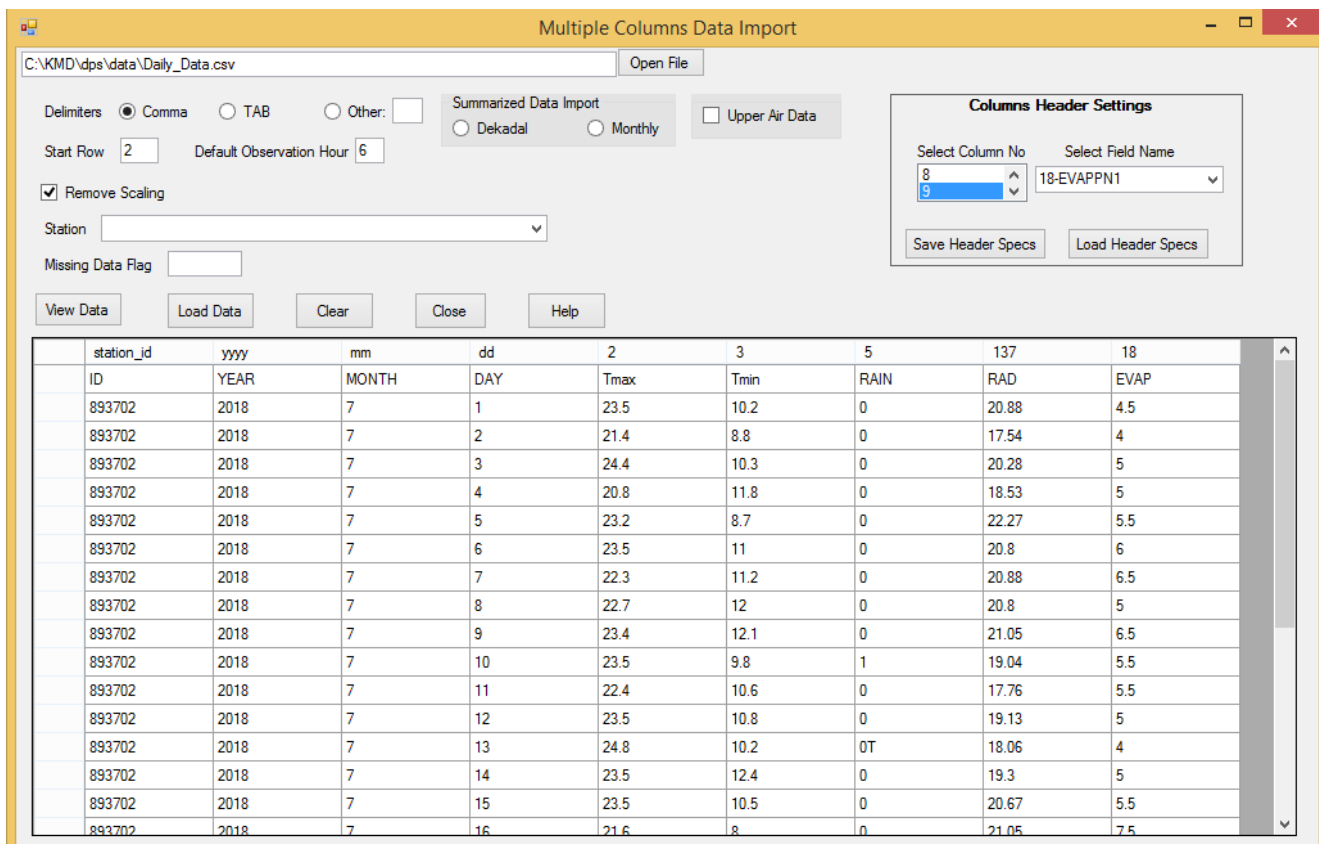 Multiple Columns Data Import
C:\KMD\dps\data\Daily_Data.csv Open File
Delimiters Comma TAB Other: Summarized Data Import Dekadal Monthly Upper Air Data
Columns Header Settings
Start Row 2 Default Observation Hour 6
Select Column No Select Field Name
8
9 18-EVAPPN1
Remove Scaling
Station
Save Header Specs Load Header Specs
Missing Data Flag
View Data Load Data Clear Close Help
station_id yyyy mm dd 2 3 5 137 18
ID YEAR MONTH DAY Tmax Tmin RAIN RAD EVAP
893702 2018 7 1 23.5 10.2 0 20.88 4.5
893702 2018 7 2 21.4 8.8 0 17.54 4
893702 2018 7 3 24.4 10.3 0 20.28 5
893702 2018 7 4 20.8 11.8 0 18.53 5
893702 2018 7 5 23.2 8.7 0 22.27 5.5
893702 2018 7 6 23.5 11 0 20.8 6
893702 2018 7 7 22.3 11.2 0 20.88 6.5
893702 2018 7 8 22.7 12 0 20.8 5
893702 2018 7 9 23.4 12.1 0 21.05 6.5
893702 2018 7 10 23.5 9.8 1 19.04 5.5
893702 2018 7 11 22.4 10.6 0 17.76 5.5
893702 2018 7 12 23.5 10.8 0 19.13 5
893702 2018 7 13 24.8 10.2 0T 18.06 4
893702 2018 7 14 23.5 12.4 0 19.3 5
893702 2018 7 15 23.5 10.5 0 20.67 5.5
893702 2018 7 16 21.6 8 0 21.05 7.5